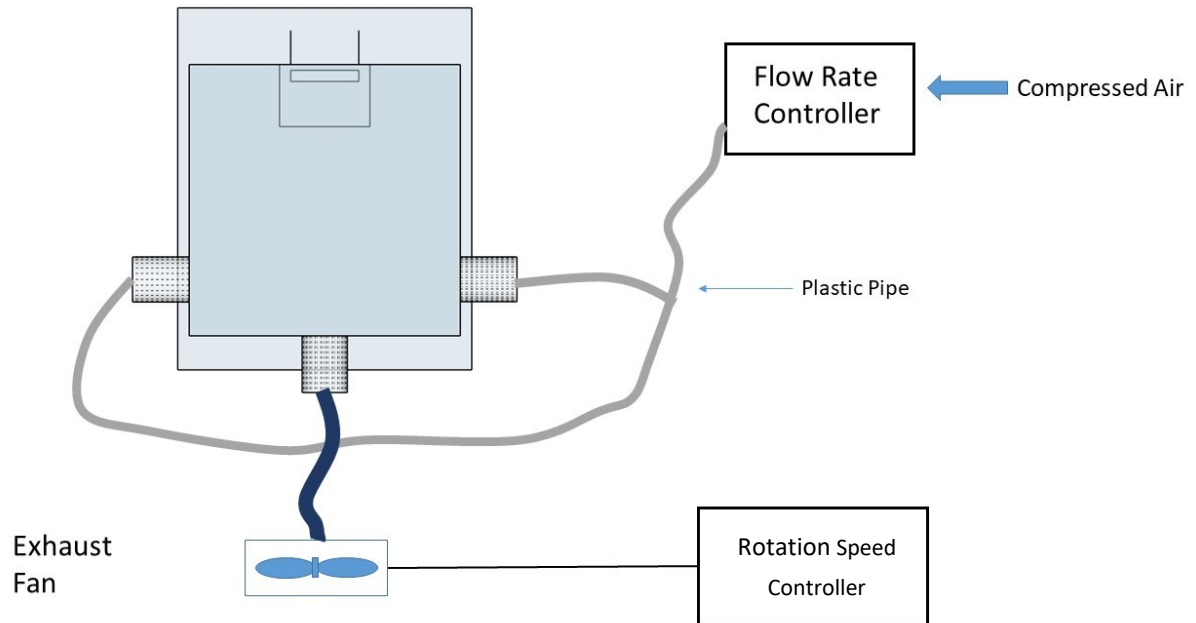 Flow Rate
Controller
Compressed Air
Plastic Pipe
Exhaust
Fan
Rotation Speed
Controller